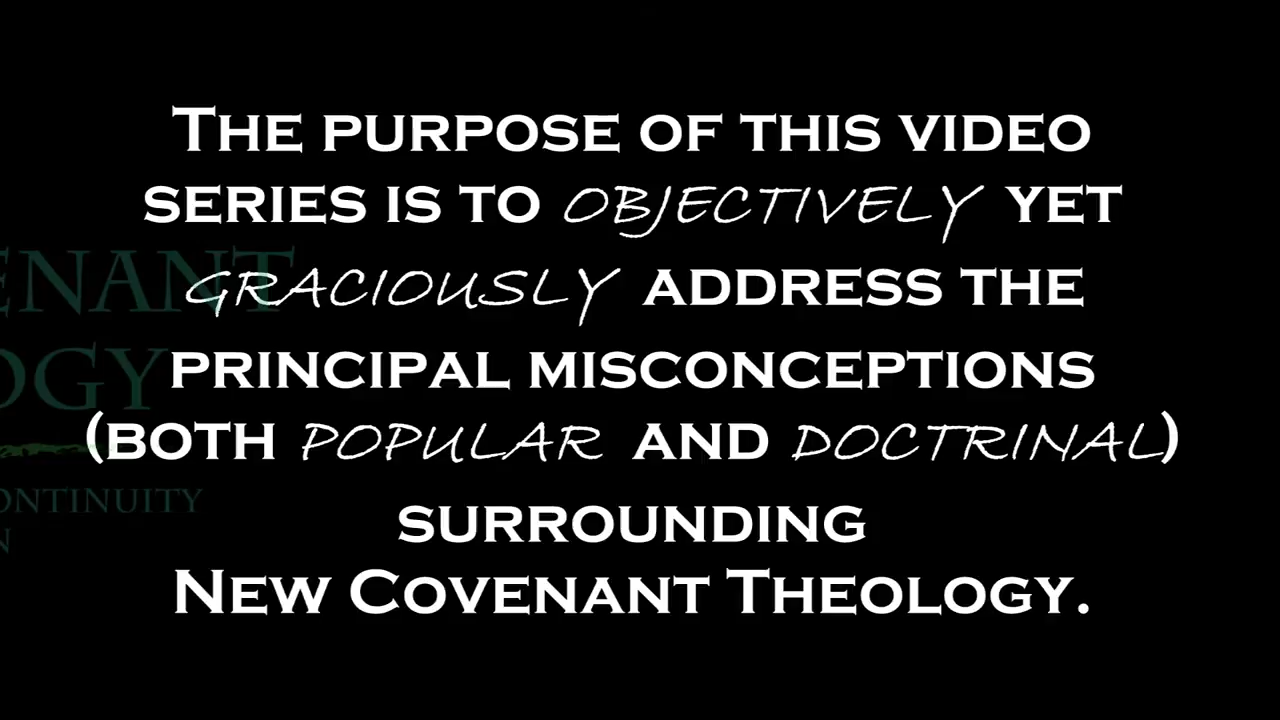 The purpose of this video
series is to OBJECTIVELY yet
GRACIOUSLY address the
principal misconceptions
(both POPULAR and DOCTRINAL)
surrounding
New Covenant Theology.